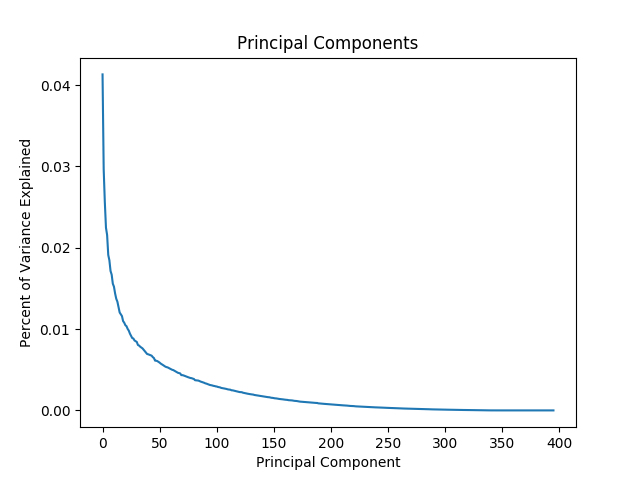 Principal Components
Percent of Variance Explained
0.04
0.03
0.02
0.01
0.00
0 50 100 150 200 250 300 350 400
Principal Component